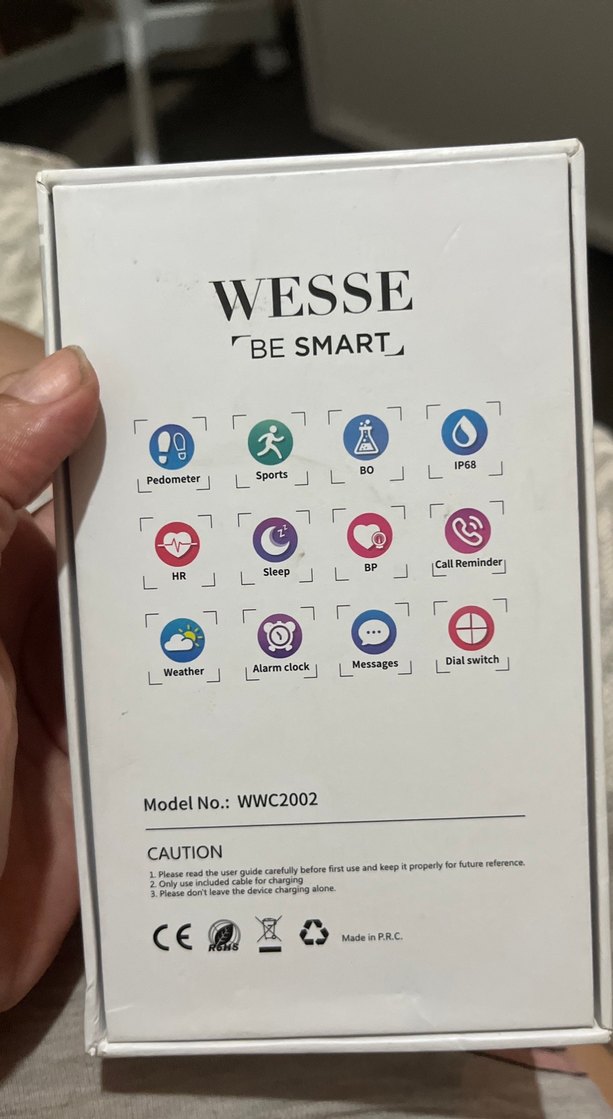 WESSE
BE SMART
Pedometer Sports BO IP68
HR Sleep BP Call Reminder
Weather Alarm clock Messages Dial switch
Model No.: WWC2002
CAUTION
1. Please read the user guide carefully before first use and keep it properly for future reference.
2. Only use included cable for charging
3. Please don't leave the device charging alone.
CE RoHS Made in P.R.C.